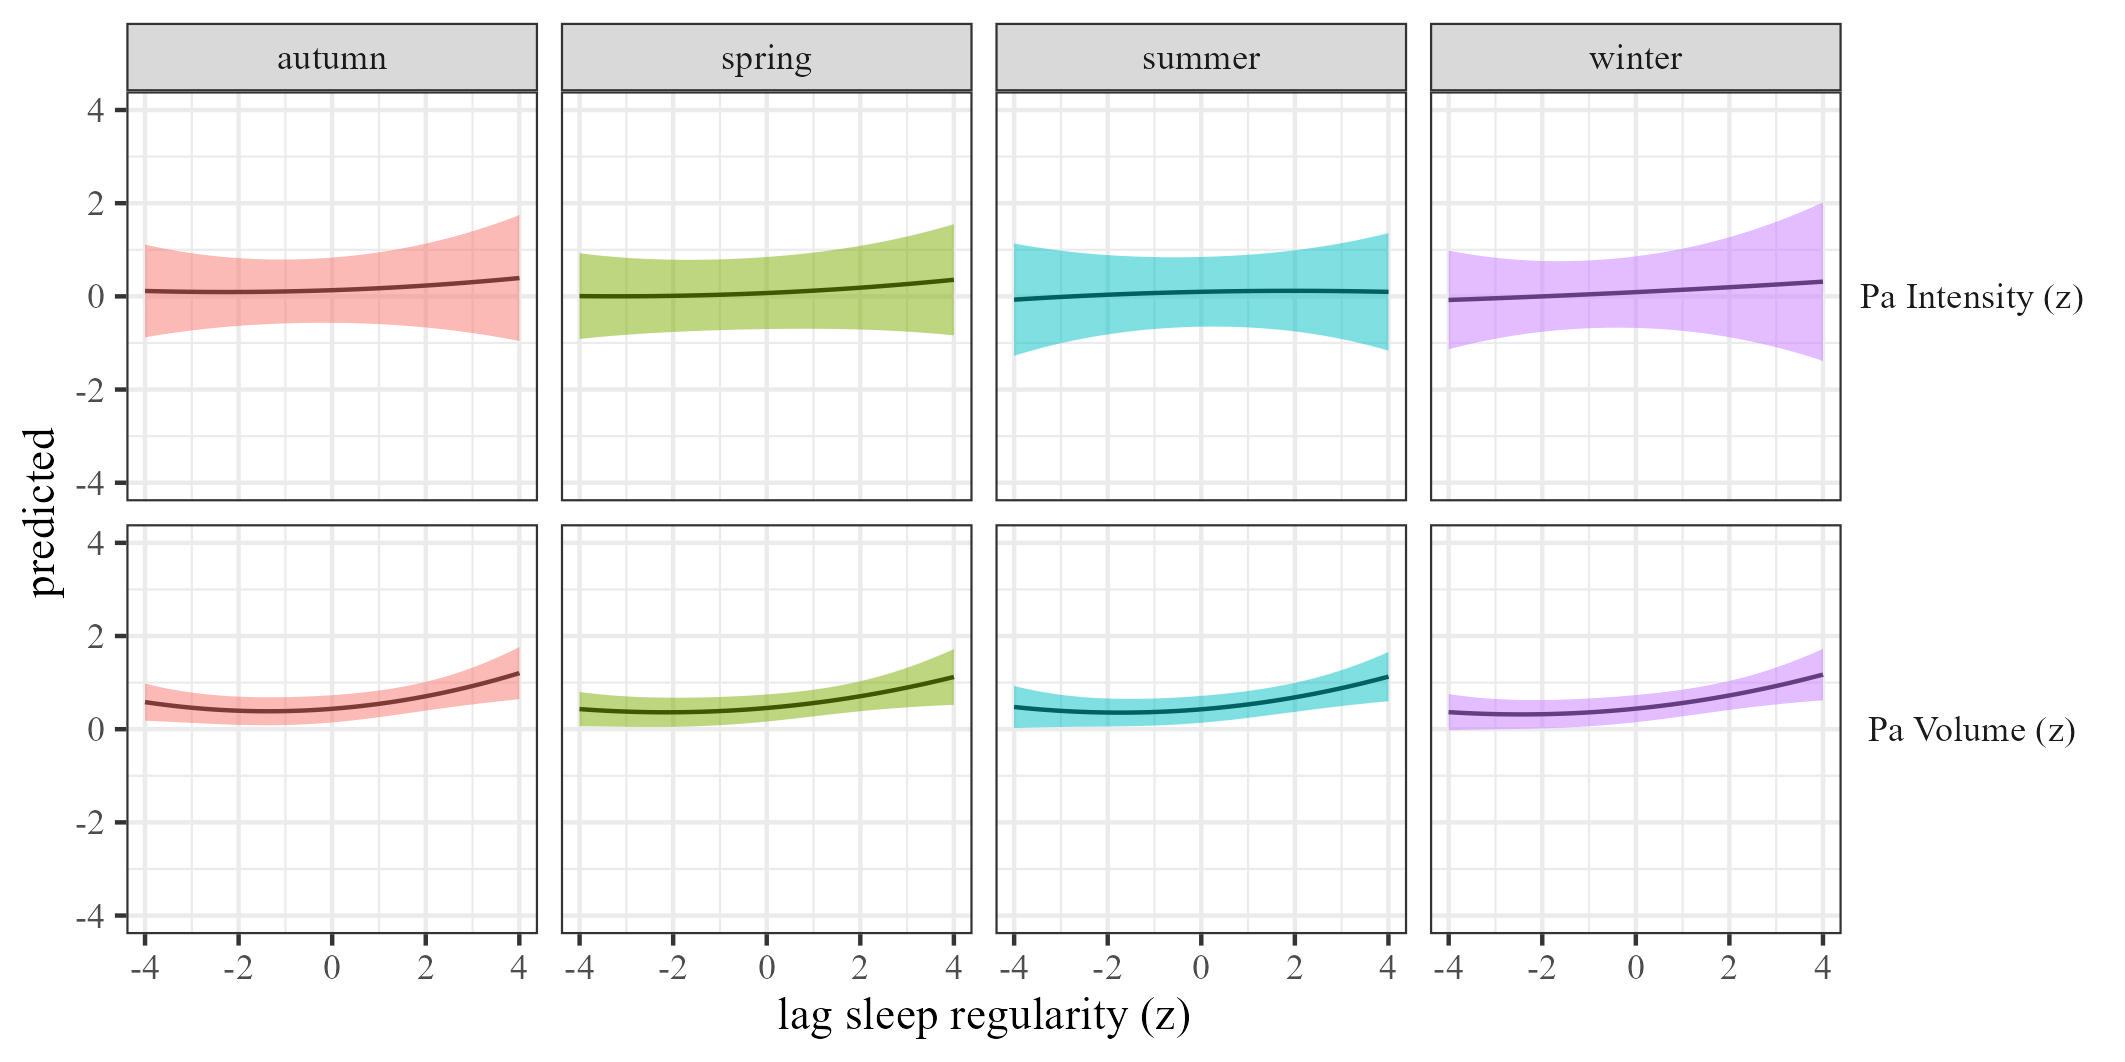 autumn spring summer winter
4
2
0
-2
-4
Pa Intensity (z)
predicted
4
2
0
-2
-4
Pa Volume (z)
-4 -2 0 2 4 -4 -2 0 2 4 -4 -2 0 2 4 -4 -2 0 2 4
lag sleep regularity (z)